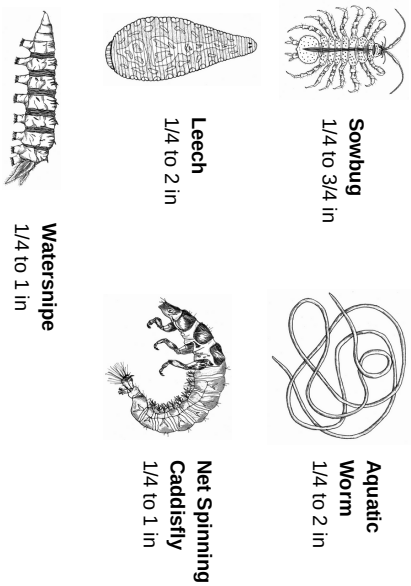 Sowbug
1/4 to 3/4 in
Aquatic
Worm
1/4 to 2 in
Leech
1/4 to 2 in
Net Spinning
Caddisfly
1/4 to 1 in
Watersnipe
1/4 to 1 in